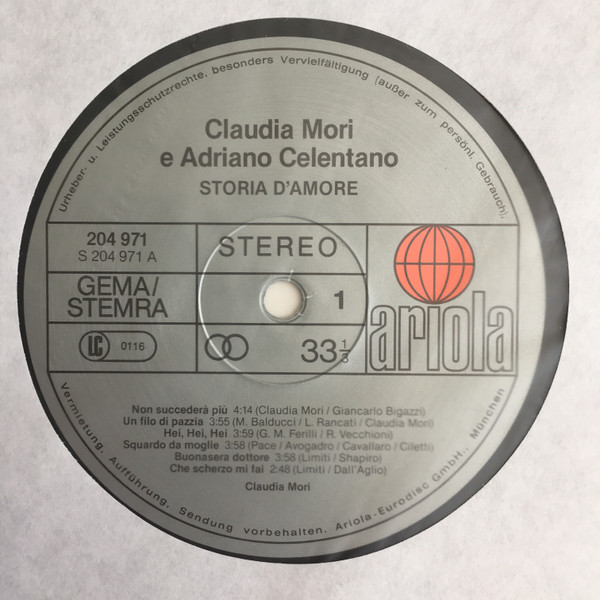 Urheber- u. Leistungsschutzrechte, besonders Vervielfältigung (außer zum persönl. Gebrauch),
Claudia Mori
e Adriano Celentano
STORIA D'AMORE
204 971
S 204 971 A
STEREO
GEMA/
STEMRA
1
LC 0116
33 1/3
ariola
Non succederà più 4:14 (Claudia Mori / Giancarlo Bigazzi)
Un filo di pazzia 3:55 (M. Balducci / L. Rancati / Claudia Mori)
Hei, Hei, Hei 3:59 (G. M. Ferilli / R. Vecchioni)
Squardo da moglie 3:58 (Pace / Avogadro / Cavallaro / Ciletti)
Buonasera dottore 3:58 (Limiti / Shapiro)
Che scherzo mi fai 2:48 (Limiti / Dall'Aglio)
Claudia Mori
Vermietung, Aufführung, Sendung vorbehalten. Ariola-Eurodisc GmbH., München